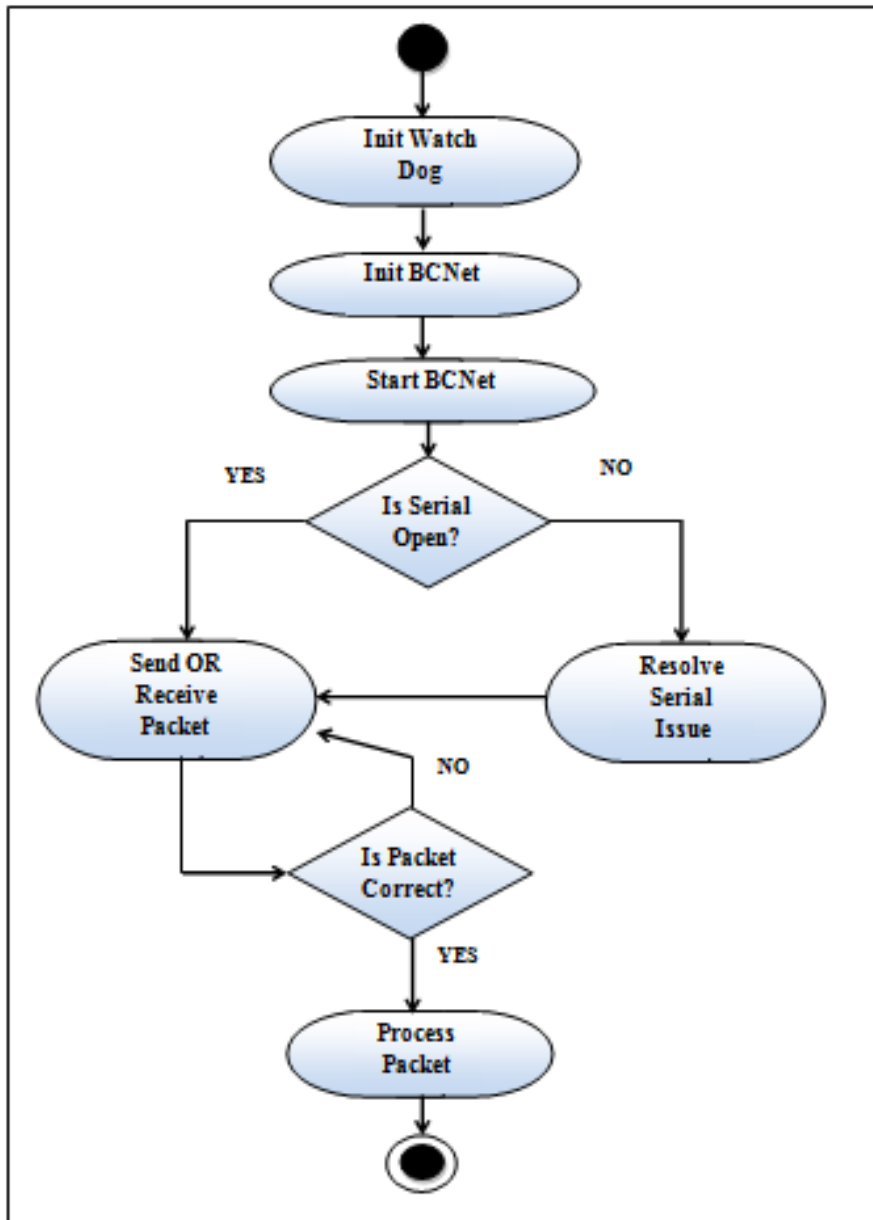 Init Watch
Dog
Init BCNet
Start BCNet
YES
NO
Is Serial
Open?
Send OR
Receive
Packet
Resolve
Serial
Issue
NO
Is Packet
Correct?
YES
Process
Packet